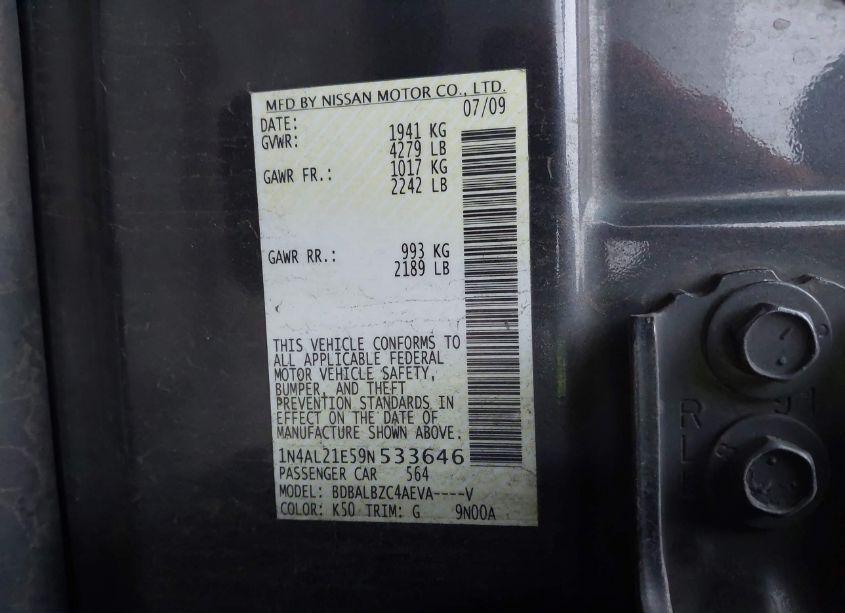 MFD BY NISSAN MOTOR CO., LTD.
DATE: 07/09
GVWR: 1941 KG
4279 LB
GAWR FR.: 1017 KG
2242 LB
GAWR RR.: 993 KG
2189 LB
THIS VEHICLE CONFORMS TO
ALL APPLICABLE FEDERAL
MOTOR VEHICLE SAFETY,
BUMPER, AND THEFT
PREVENTION STANDARDS IN
EFFECT ON THE DATE OF
MANUFACTURE SHOWN ABOVE.
1N4AL21E59N533646
PASSENGER CAR 564
MODEL: BDBALBZC4AEVA----V
COLOR: K50 TRIM: G 9N00A
R
L